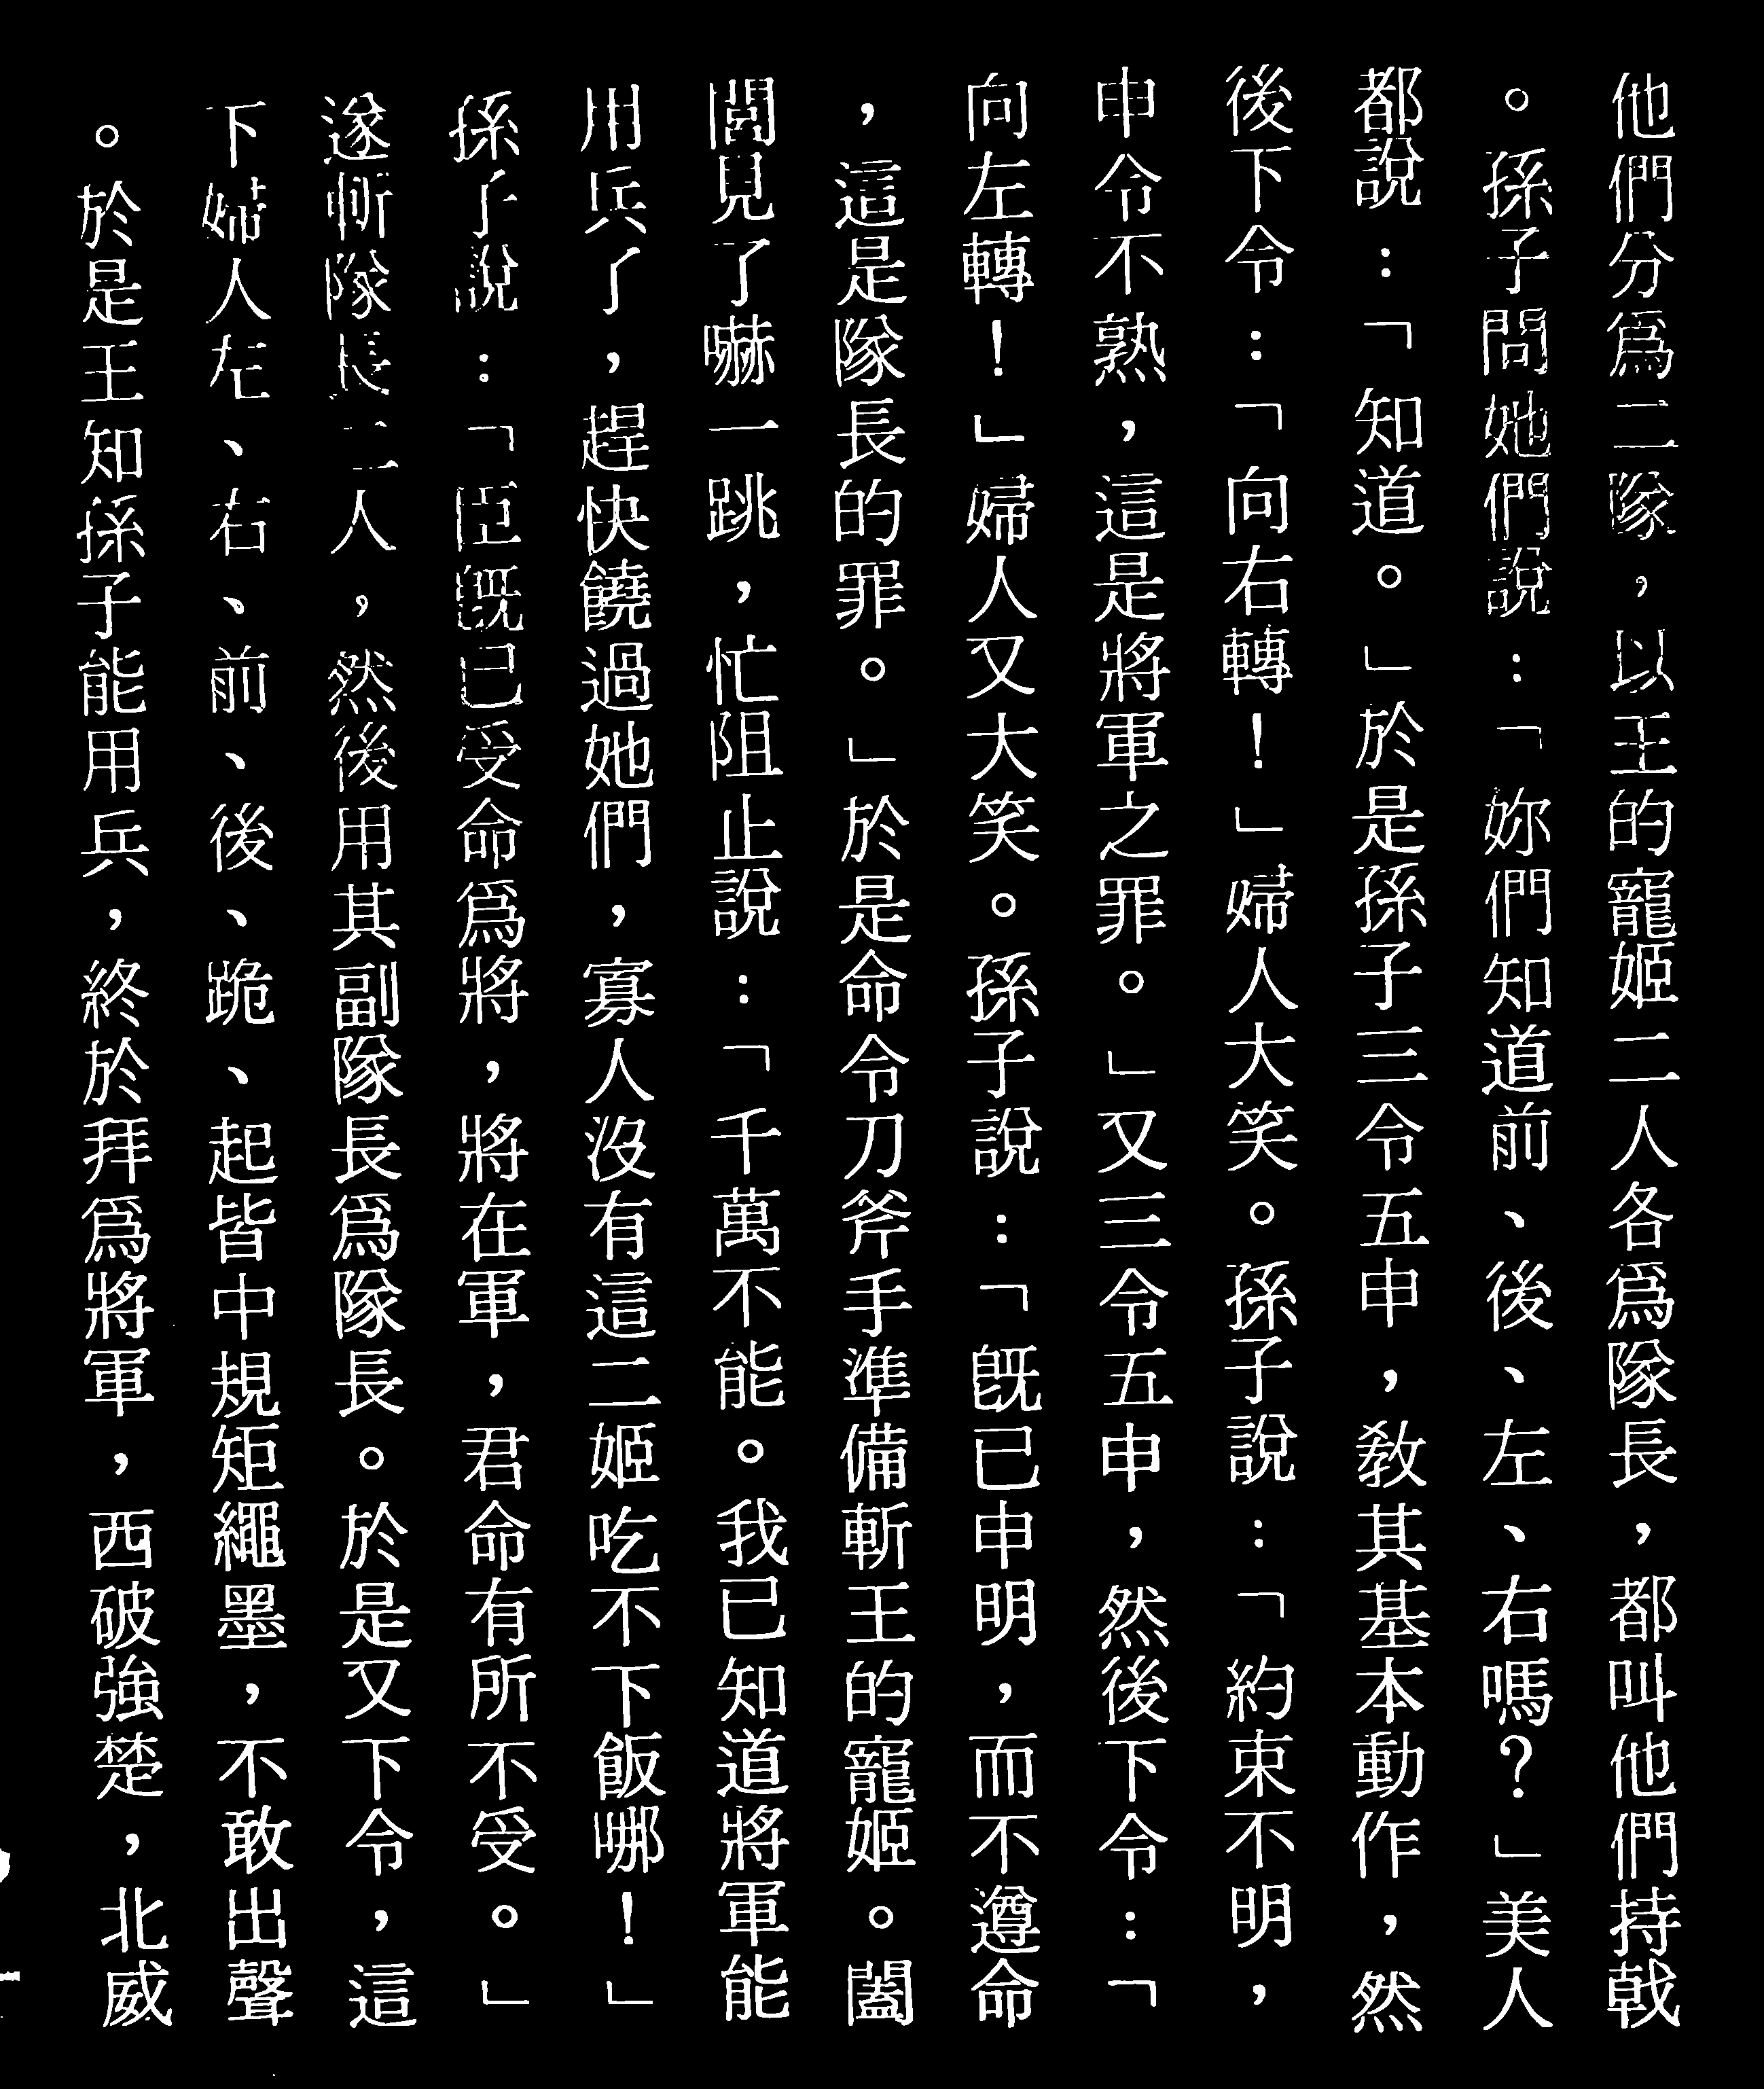 他們分爲二隊，以王的寵姬二人各爲隊長，都叫他們持戟
。孫子問她們說：「妳們知道前、後、左、右嗎？」美人
都說：「知道。」於是孫子三令五申，教其基本動作，然
後下令：「向右轉！」婦人大笑。孫子說：「約束不明，
申令不熟，這是將軍之罪。」又三令五申，然後下令：「
向左轉！」婦人又大笑。孫子說：「既已申明，而不遵命
，這是隊長的罪。」於是命令刀斧手準備斬王的寵姬。闔
閭見了嚇一跳，忙阻止說：「千萬不能。我已知道將軍能
用兵了，趕快饒過她們，寡人沒有這二姬吃不下飯哪！」
孫子說：「臣既已受命爲將，將在軍，君命有所不受。」
遂斬隊長二人，然後用其副隊長爲隊長。於是又下令，這
下婦人左、右、前、後、跪、起皆中規矩繩墨，不敢出聲
。於是王知孫子能用兵，終於拜爲將軍，西破強楚，北威